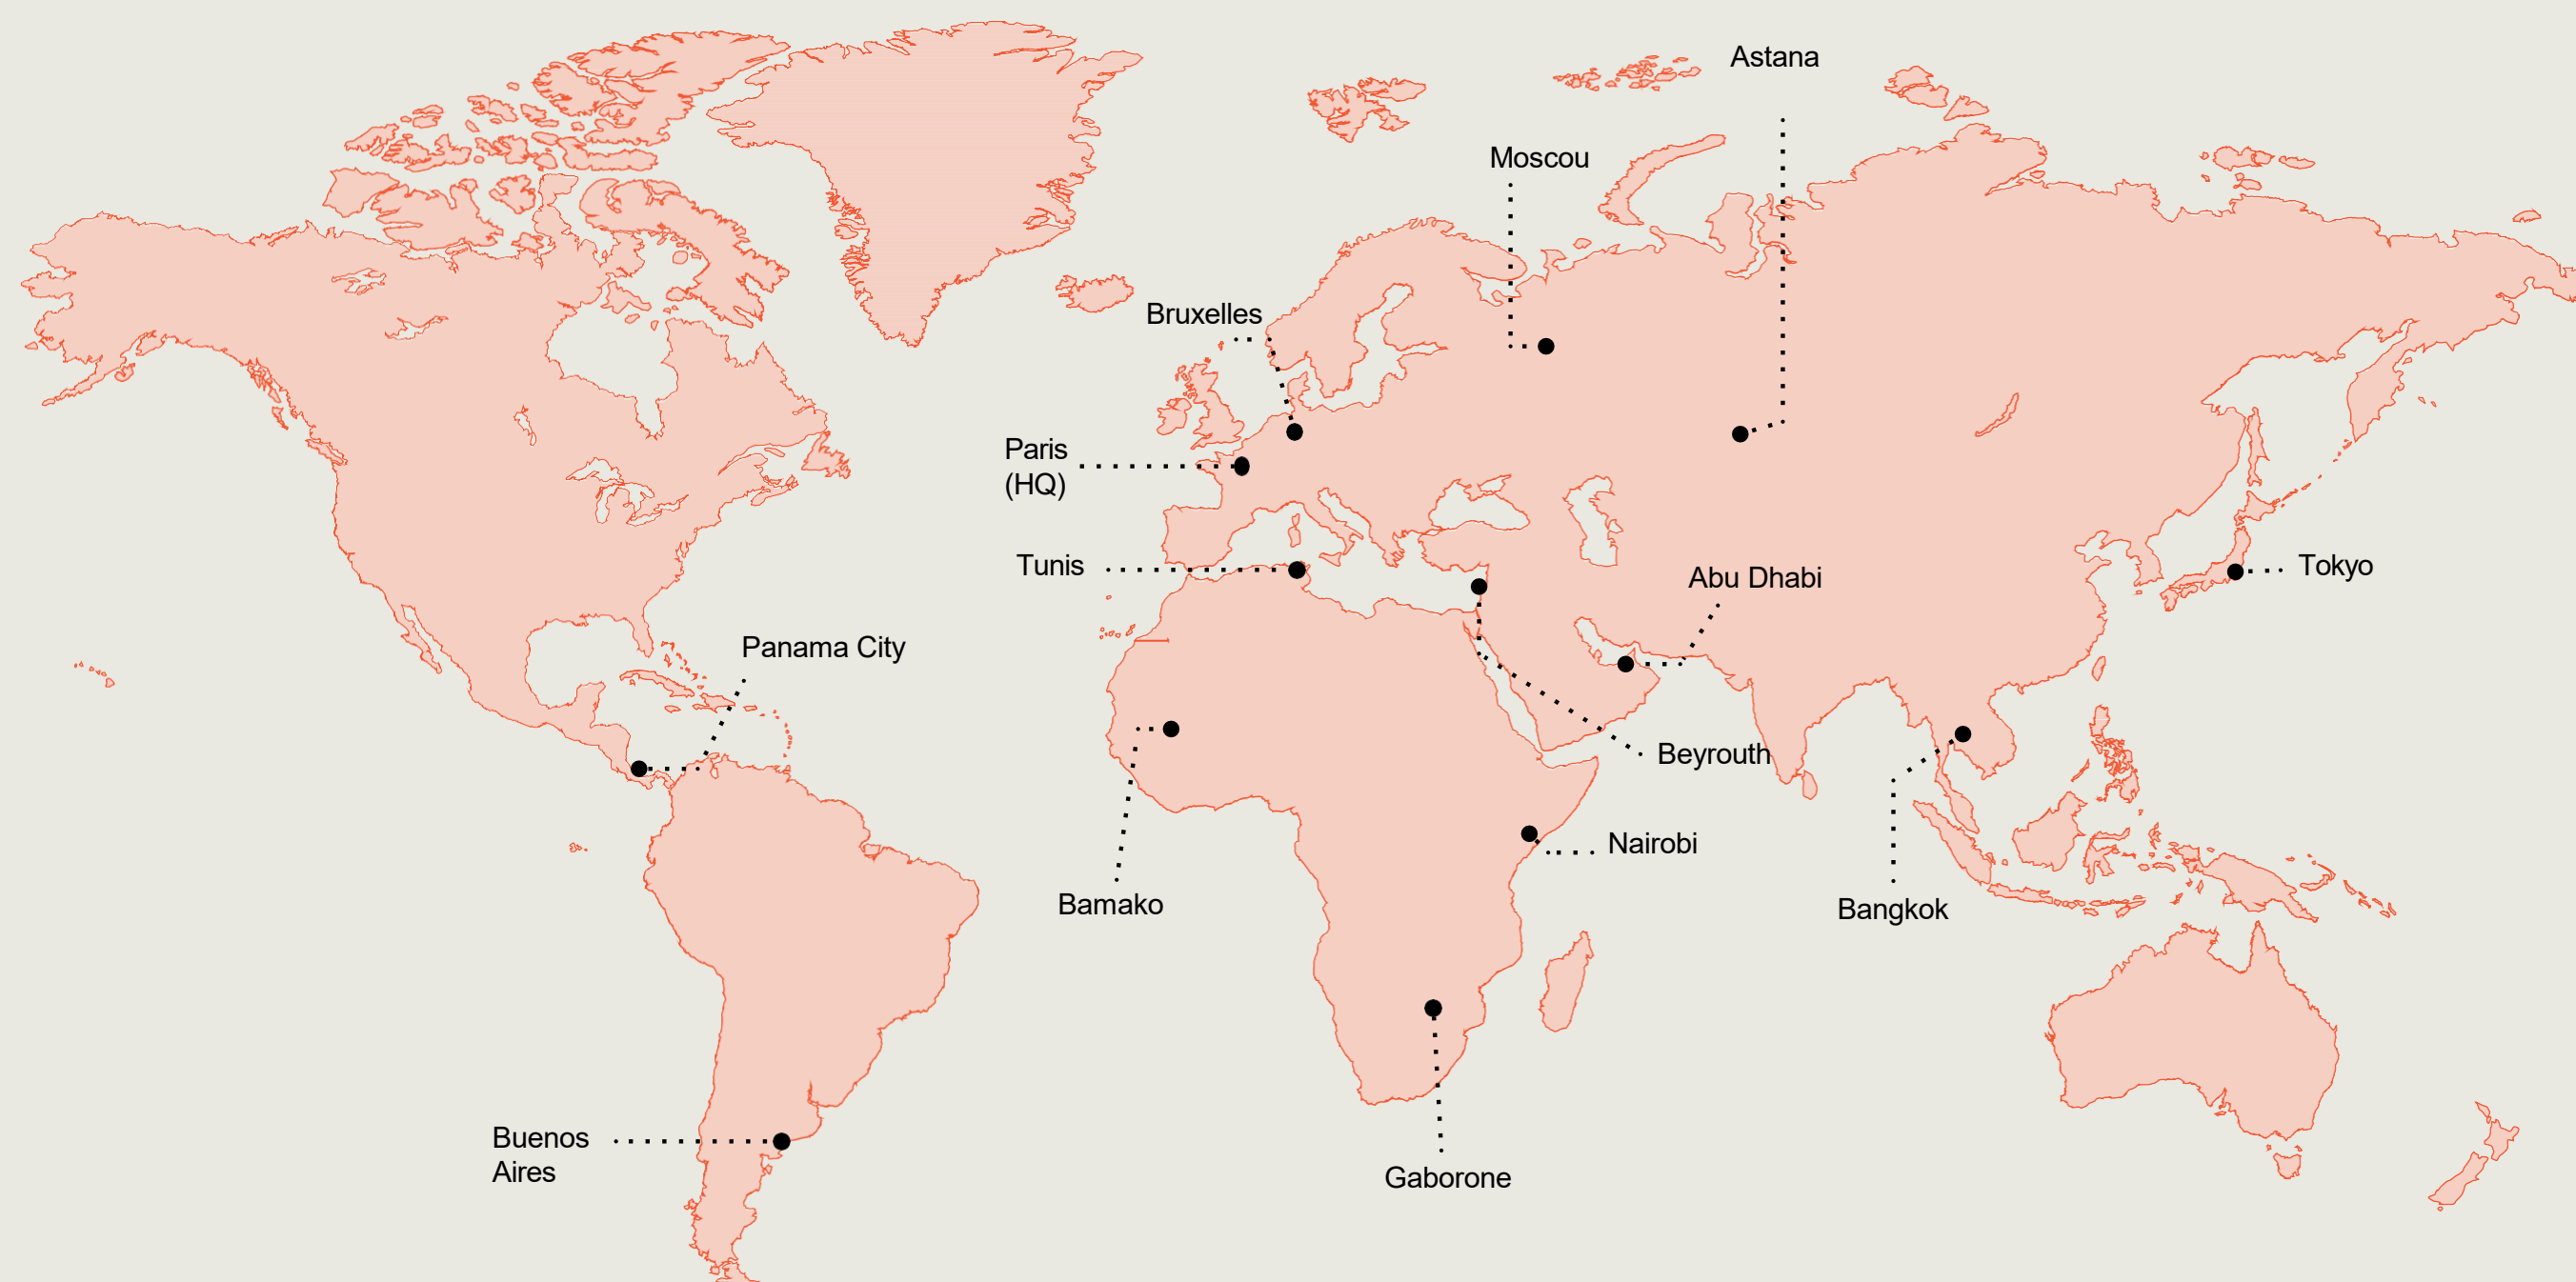 Astana
Moscou
Bruxelles
Paris
(HQ)
Tunis
Abu Dhabi
Tokyo
Panama City
Beyrouth
Nairobi
Bamako
Bangkok
Buenos
Aires
Gaborone